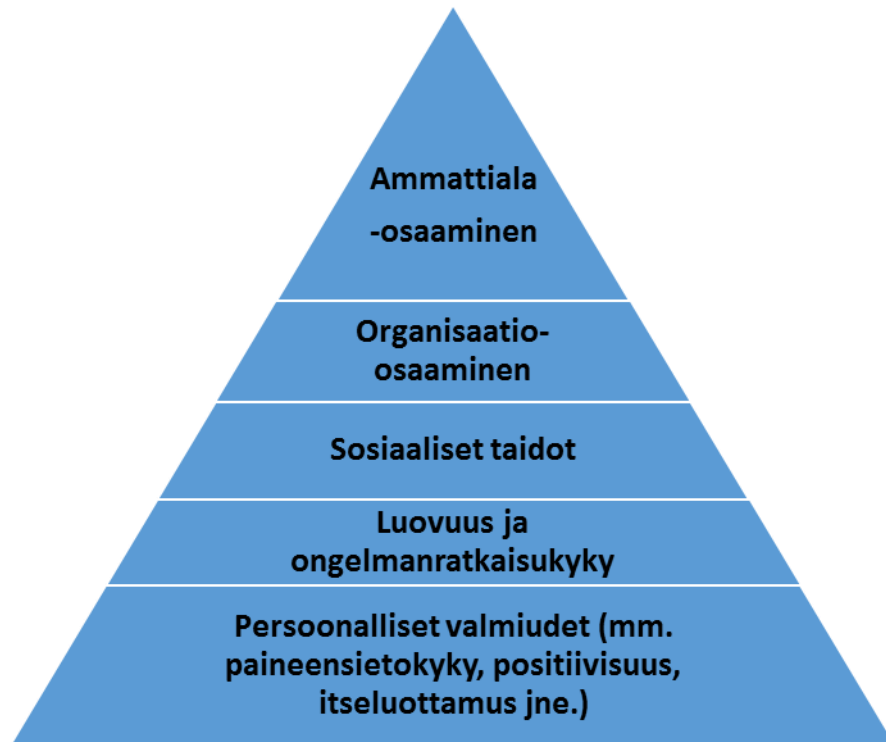 Ammattiala
-osaaminen
Organisaatio-
osaaminen
Sosiaaliset taidot
Luovuus ja
ongelmanratkaisukyky
Persoonalliset valmiudet (mm.
paineensietokyky, positiivisuus,
itseluottamus jne.)